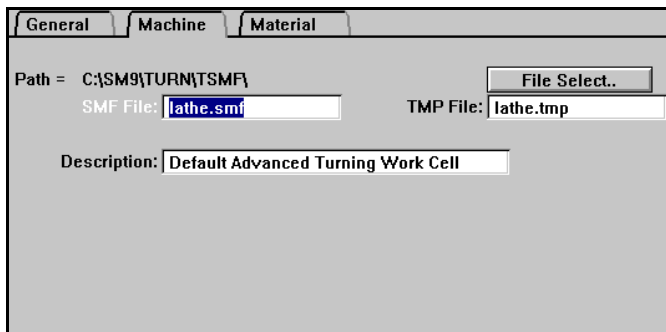 General Machine Material
Path = C:\SM9\TURN\TSMF\ File Select..
SMF File: lathe.smf TMP File: lathe.tmp
Description: Default Advanced Turning Work Cell